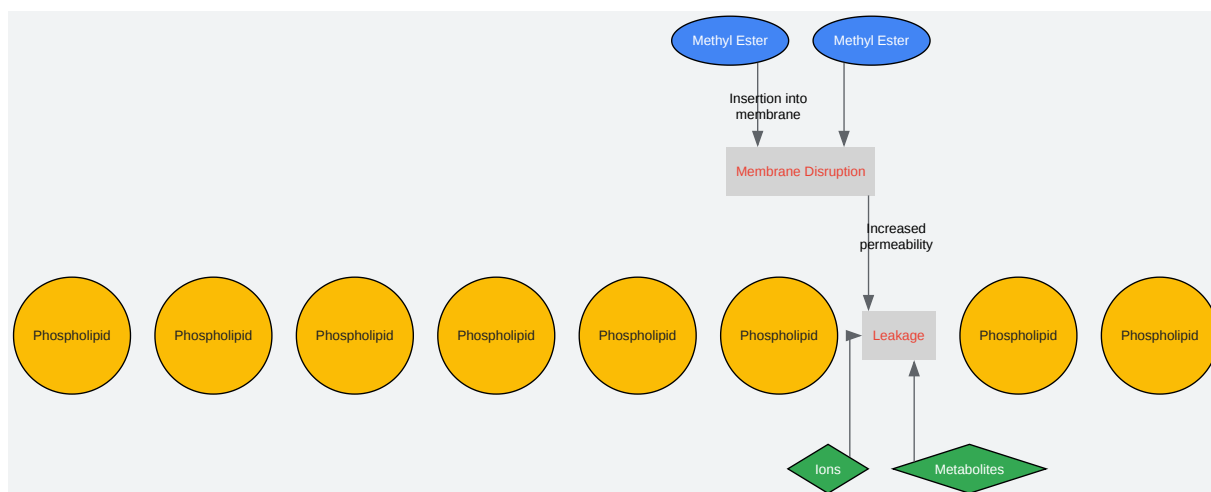 Methyl Ester
Methyl Ester
Insertion into
membrane
Membrane Disruption
Increased
permeability
Phospholipid
Phospholipid
Phospholipid
Phospholipid
Phospholipid
Phospholipid
Leakage
Phospholipid
Phospholipid
Ions
Metabolites